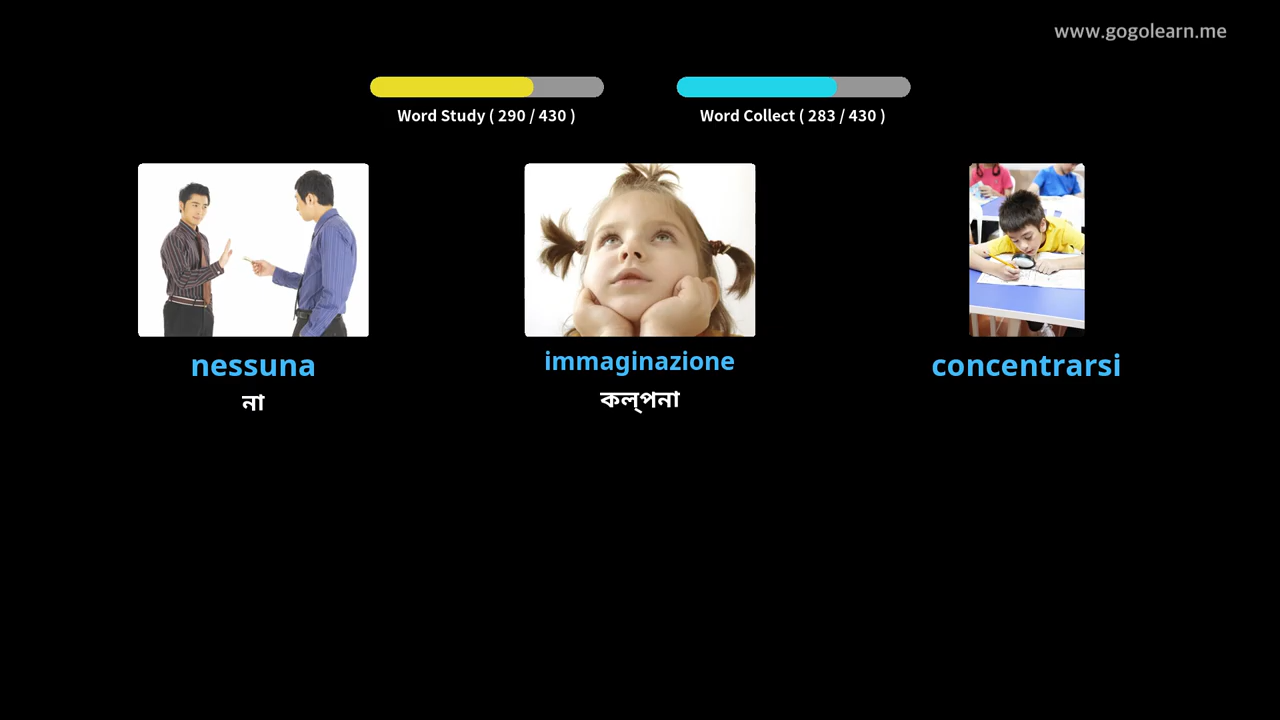 www.gogolearn.me
Word Study ( 290 / 430 )
Word Collect ( 283 / 430 )
nessuna
না
immaginazione
কল্পনা
concentrarsi